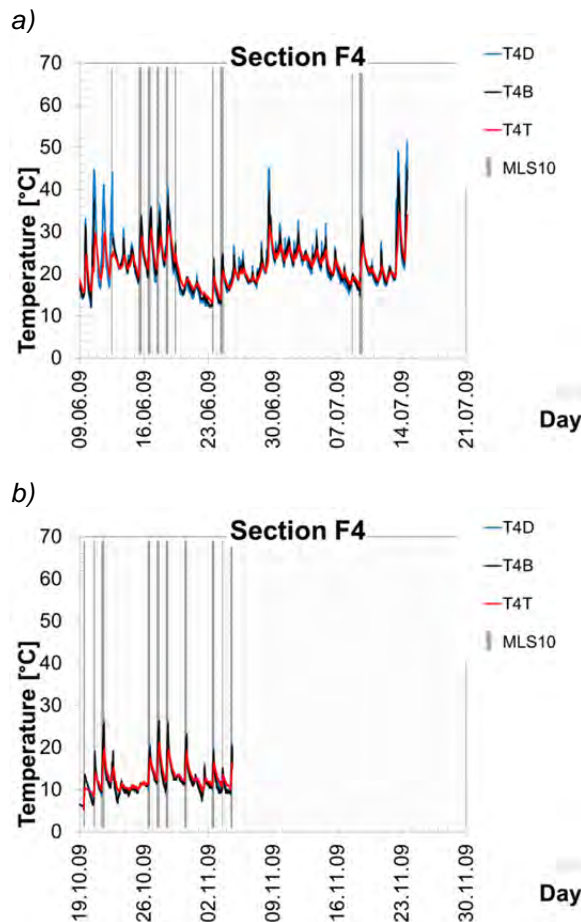 a)
Section F4
Temperature [°C]
70
60
50
40
30
20
10
0
09.06.09
16.06.09
23.06.09
30.06.09
07.07.09
14.07.09
21.07.09
Day
T4D
T4B
T4T
MLS10
b)
Section F4
Temperature [°C]
70
60
50
40
30
20
10
0
19.10.09
26.10.09
02.11.09
09.11.09
16.11.09
23.11.09
30.11.09
Day
T4D
T4B
T4T
MLS10